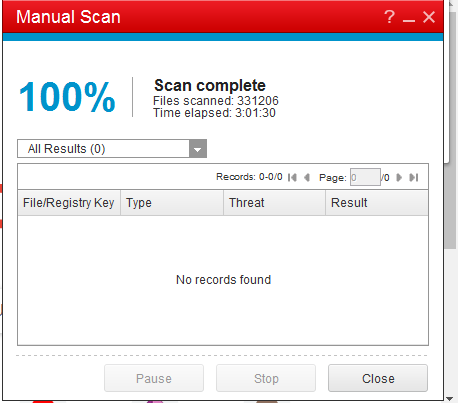 Manual Scan
100%
Scan complete
Files scanned: 331206
Time elapsed: 3:01:30
All Results (0)
Records: 0-0/0 Page: 0 /0
File/Registry Key Type Threat Result
No records found
Pause Stop Close